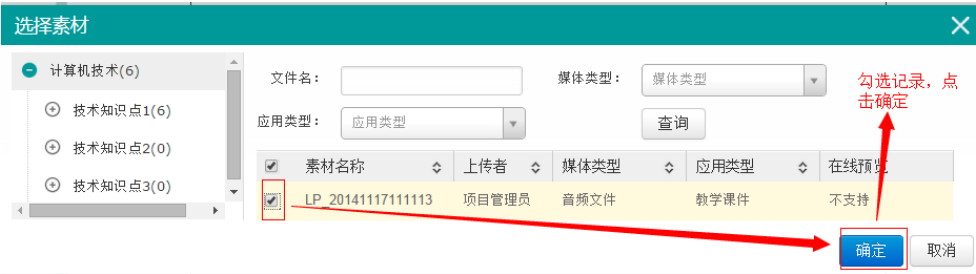 选择素材
计算机技术(6)
技术知识点1(6)
技术知识点2(0)
技术知识点3(0)
文件名：
媒体类型：
媒体类型
应用类型：
应用类型
查询
勾选记录，点
击确定
素材名称 上传者 媒体类型 应用类型 在线预览
LP_20141117111113 项目管理员 音频文件 教学课件 不支持
确定 取消